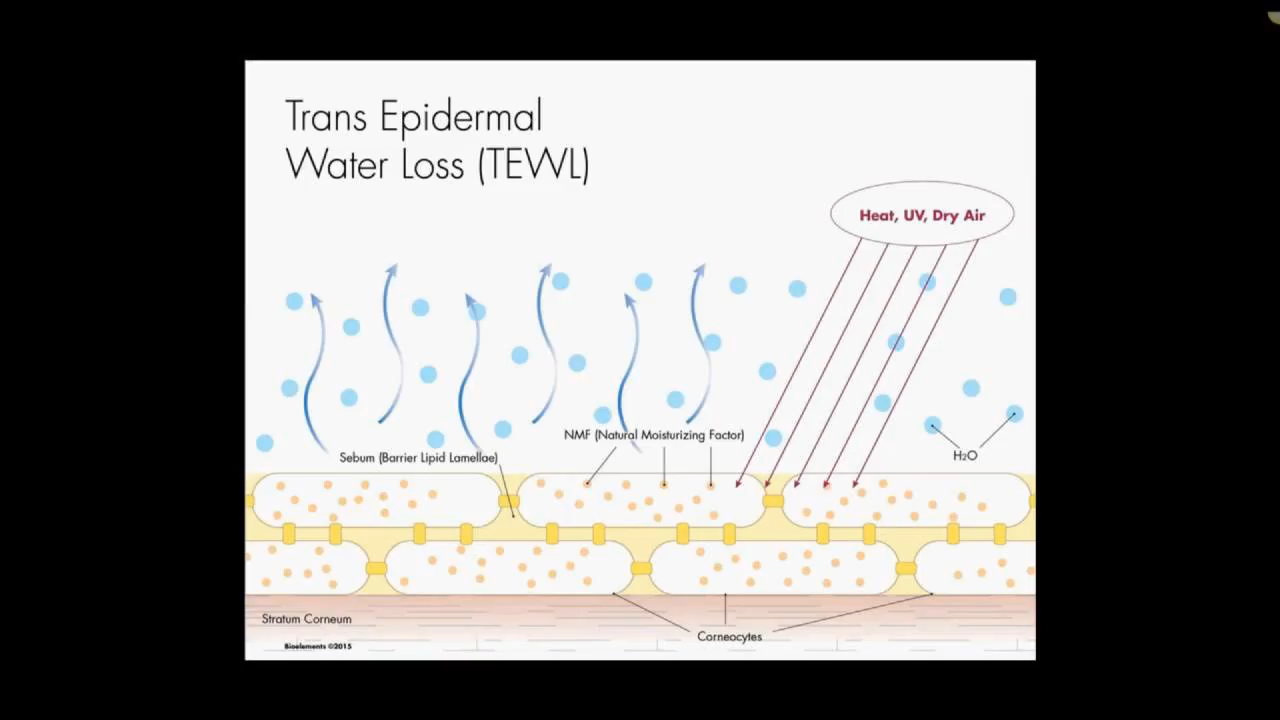 Trans Epidermal
Water Loss (TEWL)
Heat, UV, Dry Air
NMF (Natural Moisturizing Factor)
Sebum (Barrier Lipid Lamellae)
H2O
Stratum Corneum
Corneocytes
Bioelements ©2015